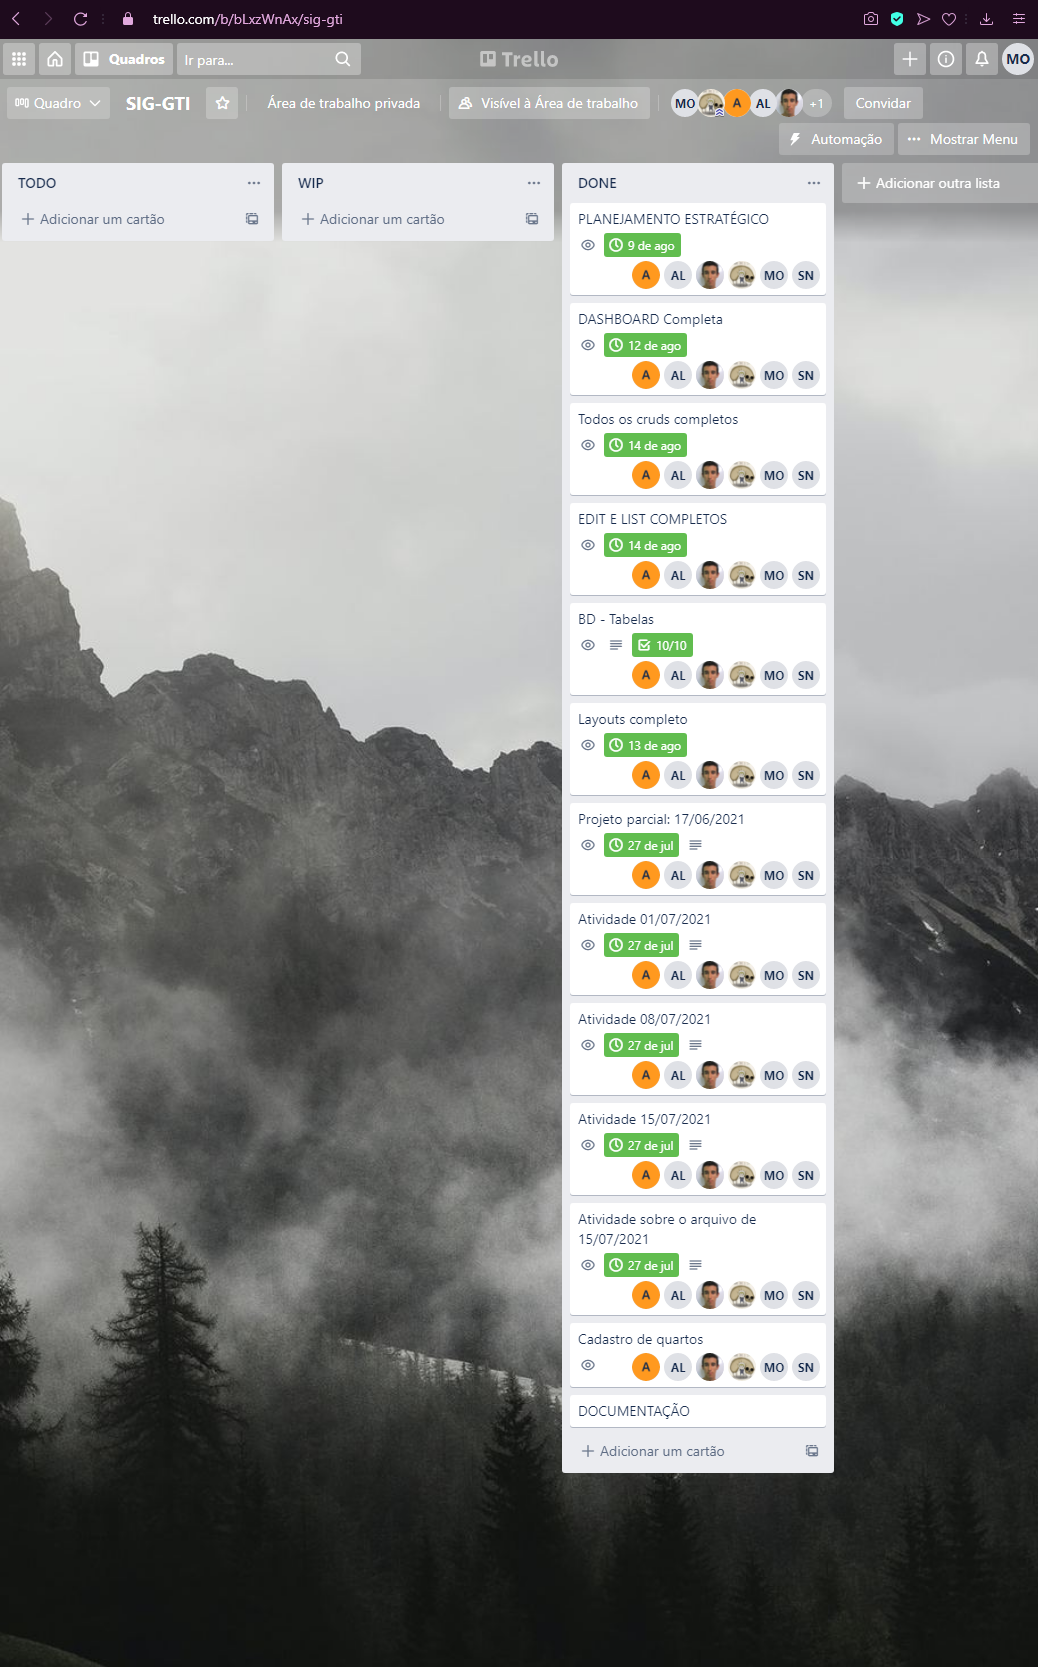 trello.com/b/bLxzWnAx/sig-gti
Quadros
Ir para...
Trello
MO
Quadro
SIG-GTI
Área de trabalho privada
Visível à Área de trabalho
MO A AL +1
Convidar
Automação
Mostrar Menu
TODO
Adicionar um cartão
WIP
Adicionar um cartão
DONE
PLANEJAMENTO ESTRATÉGICO
9 de ago
A AL MO SN
DASHBOARD Completa
12 de ago
A AL MO SN
Todos os cruds completos
14 de ago
A AL MO SN
EDIT E LIST COMPLETOS
14 de ago
A AL MO SN
BD - Tabelas
10/10
A AL MO SN
Layouts completo
13 de ago
A AL MO SN
Projeto parcial: 17/06/2021
27 de jul
A AL MO SN
Atividade 01/07/2021
27 de jul
A AL MO SN
Atividade 08/07/2021
27 de jul
A AL MO SN
Atividade 15/07/2021
27 de jul
A AL MO SN
Atividade sobre o arquivo de
15/07/2021
27 de jul
A AL MO SN
Cadastro de quartos
A AL MO SN
DOCUMENTAÇÃO
Adicionar um cartão
Adicionar outra lista